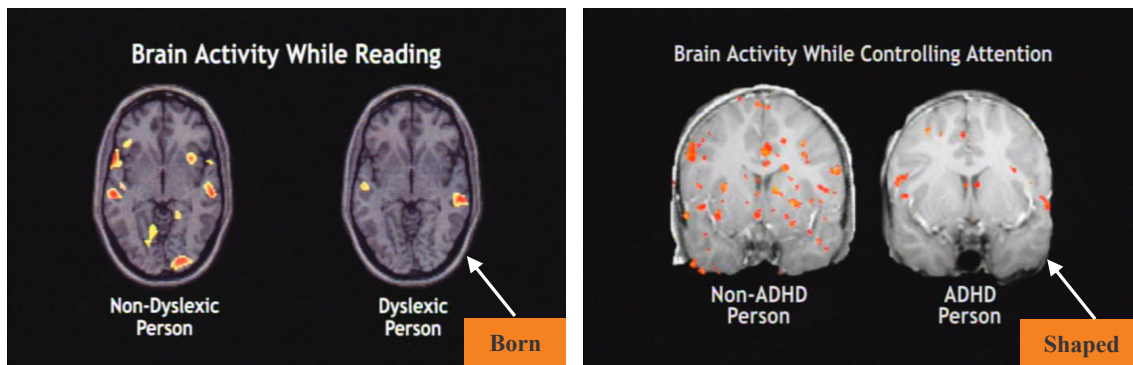 Brain Activity While Reading
Non-Dyslexic
Person
Dyslexic
Person
Born
Brain Activity While Controlling Attention
Non-ADHD
Person
ADHD
Person
Shaped